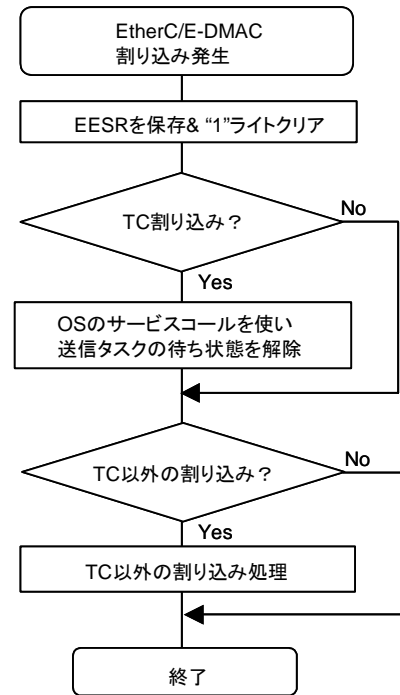 EtherC/E-DMAC
割り込み発生
EESRを保存& “1”ライトクリア
TC割り込み？
No
Yes
OSのサービスコールを使い
送信タスクの待ち状態を解除
TC以外の割り込み？
No
Yes
TC以外の割り込み処理
終了